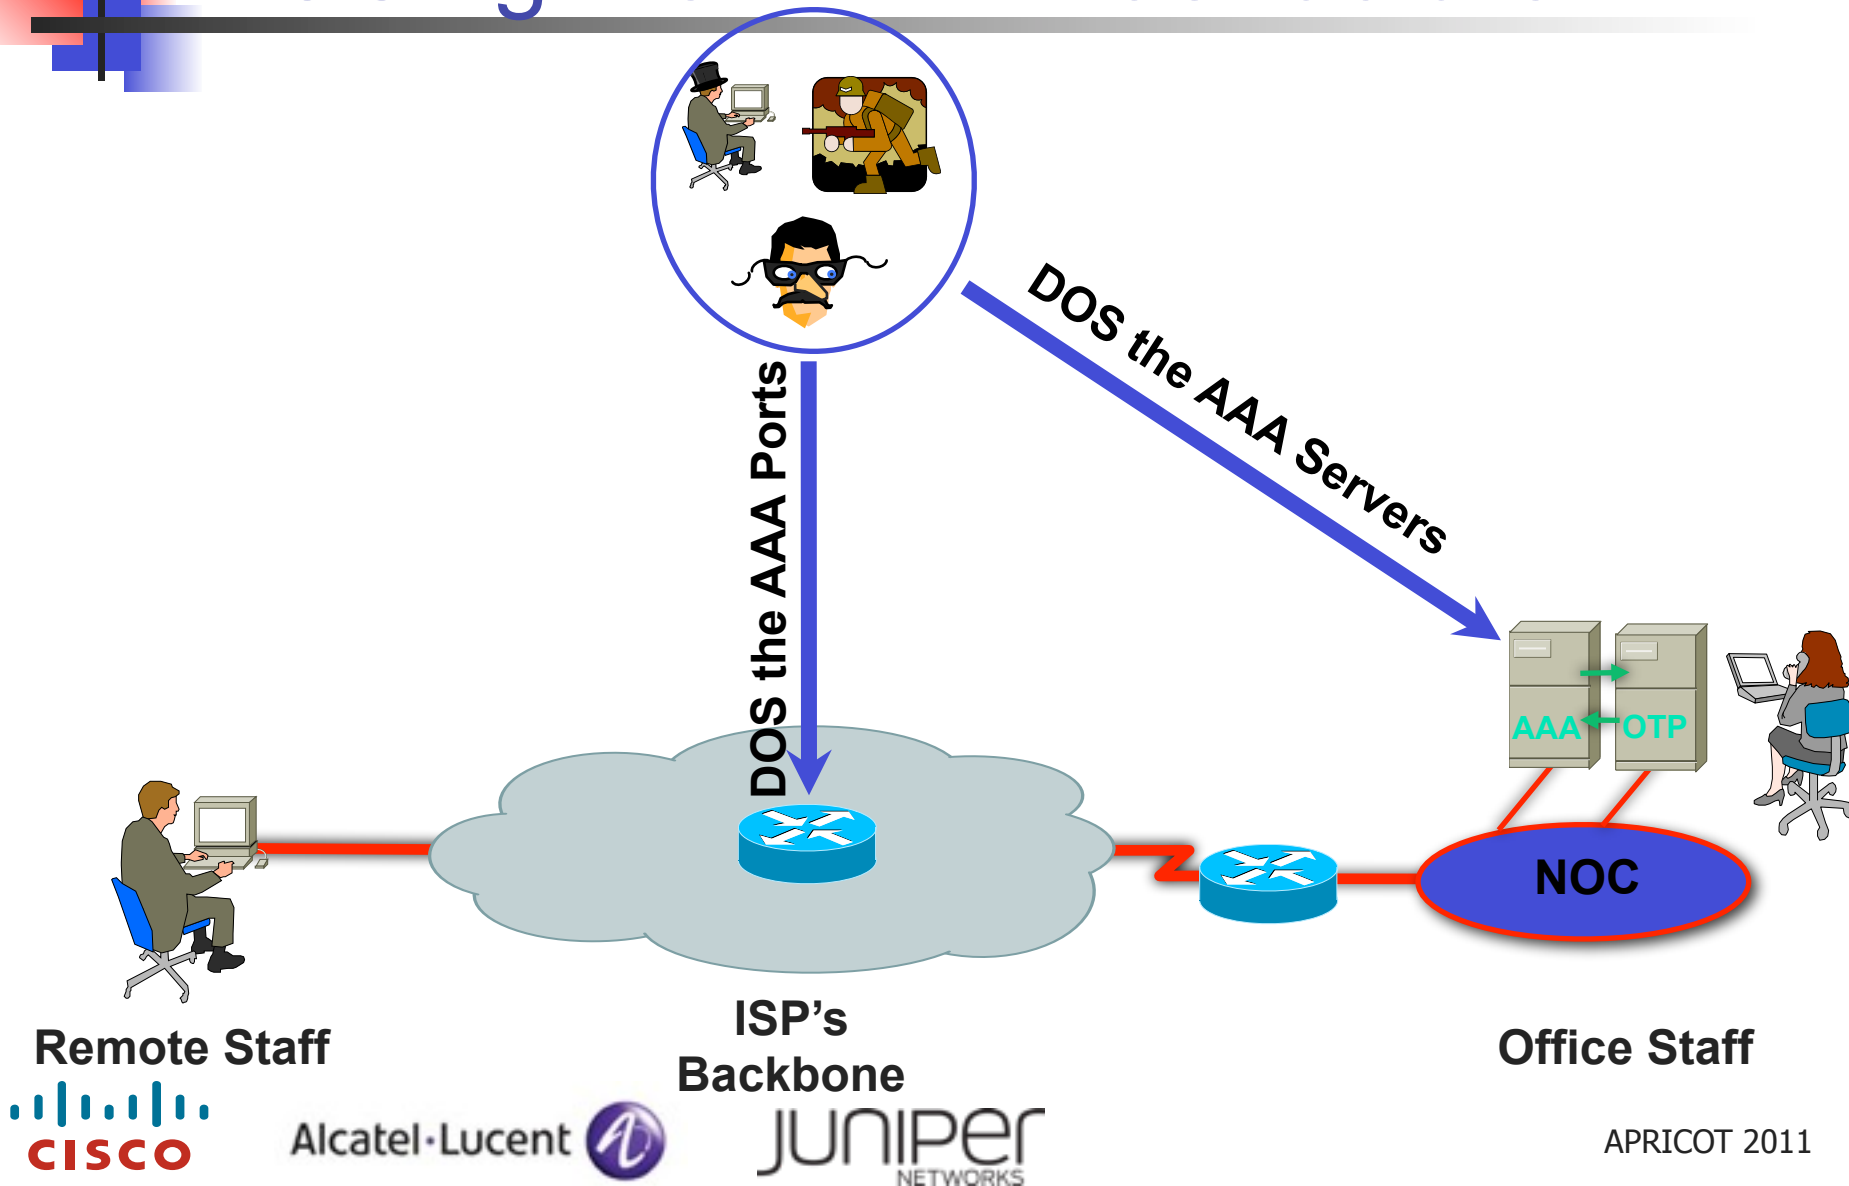 DOS the AAA Ports
DOS the AAA Servers
AAA
OTP
NOC
Remote Staff
ISP’s
Backbone
Office Staff
CISCO
Alcatel·Lucent
JUNIPER
NETWORKS
APRICOT 2011